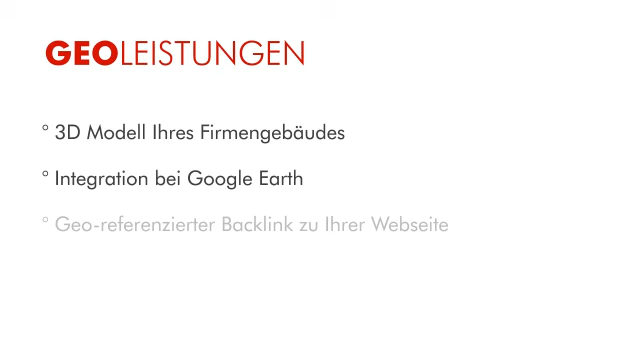 GEOLEISTUNGEN
° 3D Modell Ihres Firmengebäudes
° Integration bei Google Earth
° Geo-referenzierter Backlink zu Ihrer Webseite